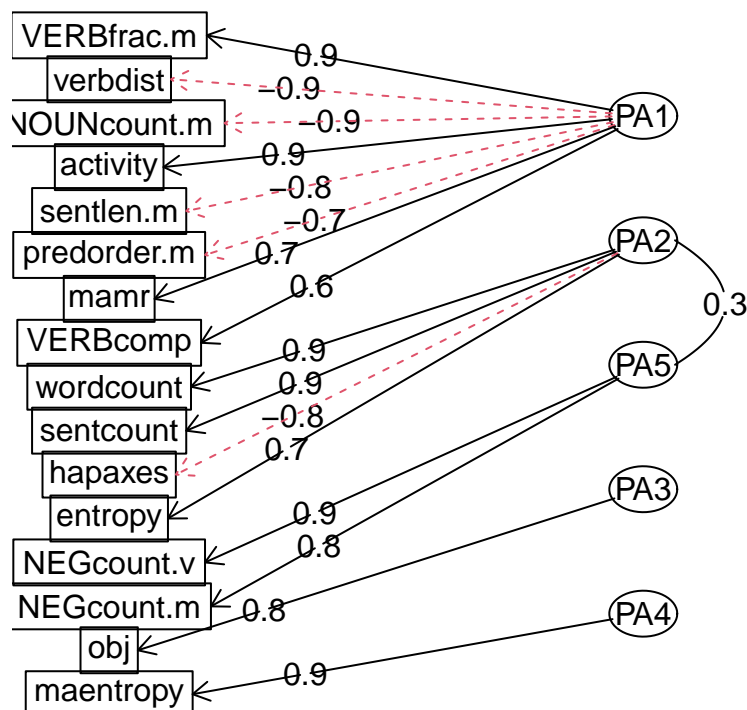 VERBfrac.m
0.9
verbdist
−0.9
NOUNcount.m
−0.9
PA1
activity
0.9
sentlen.m
−0.8
predorder.m
−0.7
mamr
0.7
PA2
VERBcomp
0.6
0.3
wordcount
0.9
PA5
sentcount
0.9
hapaxes
−0.8
entropy
0.7
PA3
NEGcount.v
0.9
NEGcount.m
0.8
obj
0.8
PA4
maentropy
0.9